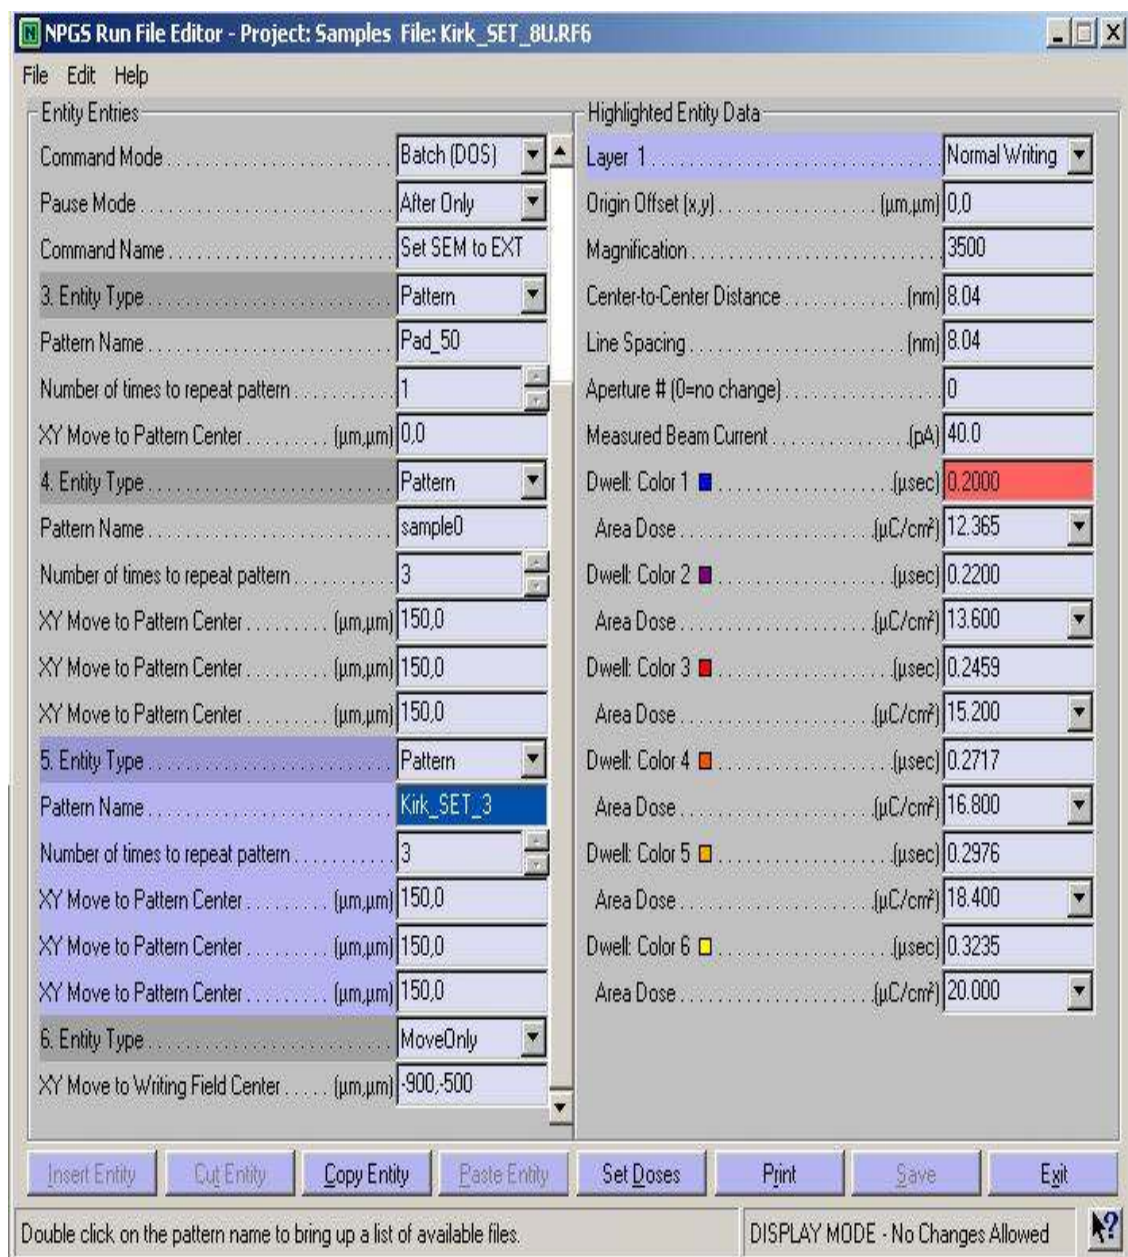 NPGS Run File Editor - Project: Samples File: Kirk_SET_8U.RF6
File Edit Help
Entity Entries
Command Mode Batch (DOS)
Pause Mode After Only
Command Name Set SEM to EXT
3. Entity Type Pattern
Pattern Name Pad_50
Number of times to repeat pattern 1
XY Move to Pattern Center (µm,µm) 0,0
4. Entity Type Pattern
Pattern Name sample0
Number of times to repeat pattern 3
XY Move to Pattern Center (µm,µm) 150,0
XY Move to Pattern Center (µm,µm) 150,0
XY Move to Pattern Center (µm,µm) 150,0
5. Entity Type Pattern
Pattern Name Kirk_SET_3
Number of times to repeat pattern 3
XY Move to Pattern Center (µm,µm) 150,0
XY Move to Pattern Center (µm,µm) 150,0
XY Move to Pattern Center (µm,µm) 150,0
6. Entity Type MoveOnly
XY Move to Writing Field Center (µm,µm) -900,-500
Highlighted Entity Data
Layer 1 Normal Writing
Origin Offset (x,y) (µm,µm) 0,0
Magnification 3500
Center-to-Center Distance (nm) 8.04
Line Spacing (nm) 8.04
Aperture # (0=no change) 0
Measured Beam Current (pA) 40.0
Dwell: Color 1 (µsec) 0.2000
Area Dose (µC/cm²) 12.365
Dwell: Color 2 (µsec) 0.2200
Area Dose (µC/cm²) 13.600
Dwell: Color 3 (µsec) 0.2459
Area Dose (µC/cm²) 15.200
Dwell: Color 4 (µsec) 0.2717
Area Dose (µC/cm²) 16.800
Dwell: Color 5 (µsec) 0.2976
Area Dose (µC/cm²) 18.400
Dwell: Color 6 (µsec) 0.3235
Area Dose (µC/cm²) 20.000
Insert Entity Cut Entity Copy Entity Paste Entity Set Doses Print Save Exit
Double click on the pattern name to bring up a list of available files. DISPLAY MODE - No Changes Allowed